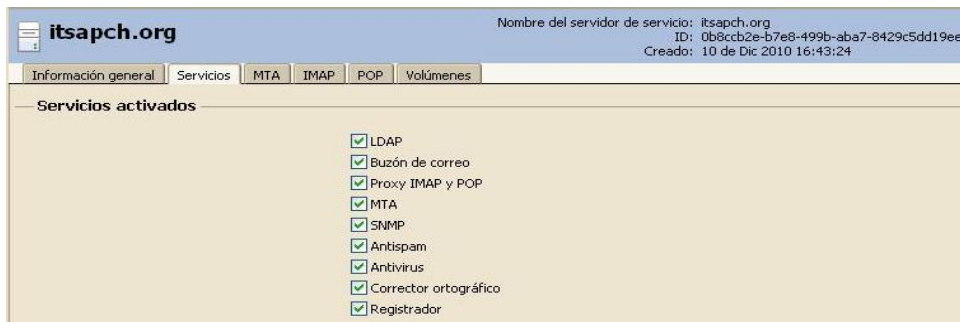 itsapch.org
Nombre del servidor de servicio: itsapch.org
ID: 0b8ccb2e-b7e8-499b-aba7-8429c5dd19ee
Creado: 10 de Dic 2010 16:43:24
Información general Servicios MTA IMAP POP Volúmenes
Servicios activados
LDAP
Buzón de correo
Proxy IMAP y POP
MTA
SNMP
Antispam
Antivirus
Corrector ortográfico
Registrador